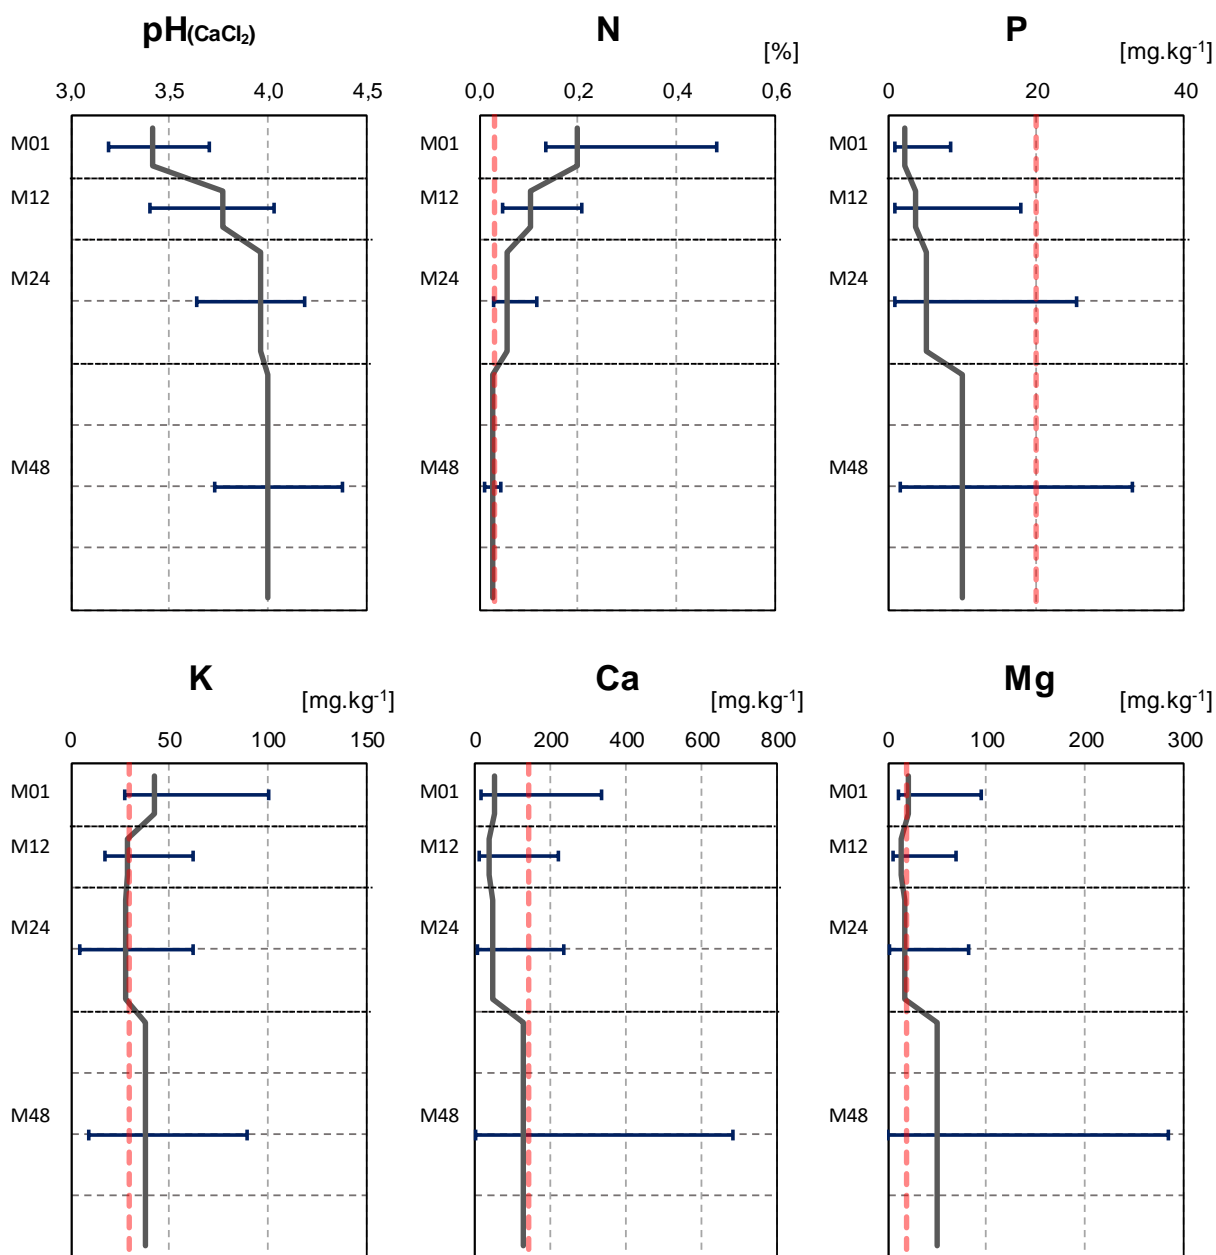 pH(CaCl₂) N P
[%] [mg.kg⁻¹]
3,0 3,5 4,0 4,5 0,0 0,2 0,4 0,6 0 20 40
M01 M01 M01
M12 M12 M12
M24 M24 M24
M48 M48 M48
K Ca Mg
[mg.kg⁻¹] [mg.kg⁻¹] [mg.kg⁻¹]
0 50 100 150 0 200 400 600 800 0 100 200 300
M01 M01 M01
M12 M12 M12
M24 M24 M24
M48 M48 M48